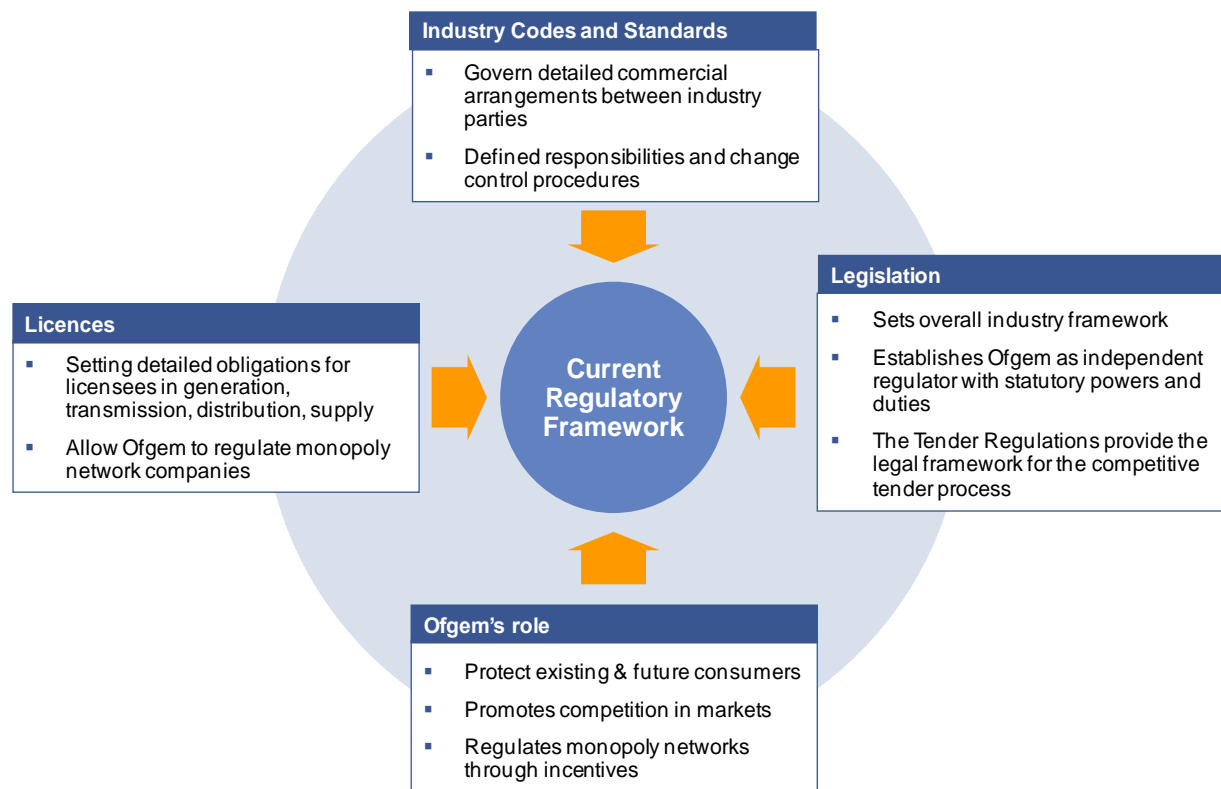 Industry Codes and Standards
▪ Govern detailed commercial
arrangements between industry
parties
▪ Defined responsibilities and change
control procedures
Legislation
▪ Sets overall industry framework
▪ Establishes Ofgem as independent
regulator with statutory powers and
duties
▪ The Tender Regulations provide the
legal framework for the competitive
tender process
Licences
▪ Setting detailed obligations for
licensees in generation,
transmission, distribution, supply
▪ Allow Ofgem to regulate monopoly
network companies
Current
Regulatory
Framework
Ofgem’s role
▪ Protect existing & future consumers
▪ Promotes competition in markets
▪ Regulates monopoly networks
through incentives